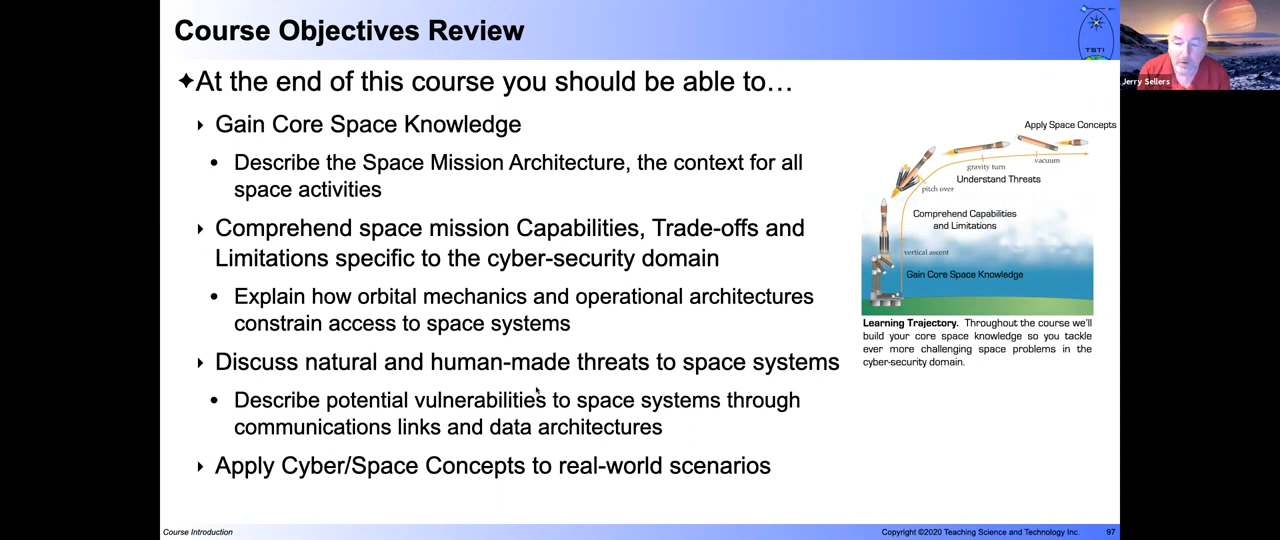 Course Objectives Review
TSTI
Jerry Sellers
✦At the end of this course you should be able to…
Gain Core Space Knowledge
• Describe the Space Mission Architecture, the context for all
space activities
Comprehend space mission Capabilities, Trade-offs and
Limitations specific to the cyber-security domain
• Explain how orbital mechanics and operational architectures
constrain access to space systems
Discuss natural and human-made threats to space systems
• Describe potential vulnerabilities to space systems through
communications links and data architectures
Apply Cyber/Space Concepts to real-world scenarios
Apply Space Concepts
vacuum
gravity turn
Understand Threats
pitch over
Comprehend Capabilities
and Limitations
vertical ascent
Gain Core Space Knowledge
Learning Trajectory. Throughout the course we'll
build your core space knowledge so you tackle
ever more challenging space problems in the
cyber-security domain.
Course Introduction
Copyright ©2020 Teaching Science and Technology Inc.
97